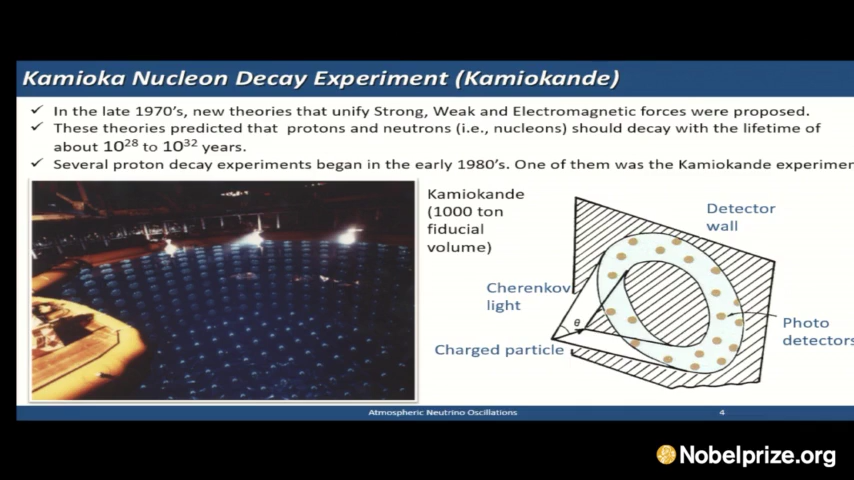 Kamioka Nucleon Decay Experiment (Kamiokande)
✓ In the late 1970's, new theories that unify Strong, Weak and Electromagnetic forces were proposed.
✓ These theories predicted that protons and neutrons (i.e., nucleons) should decay with the lifetime of
about 10²⁸ to 10³² years.
✓ Several proton decay experiments began in the early 1980's. One of them was the Kamiokande experimen
Kamiokande
(1000 ton
fiducial
volume)
Detector
wall
Cherenkov
light
θ
Charged particle
Photo
detectors
Atmospheric Neutrino Oscillations
4
Nobelprize.org